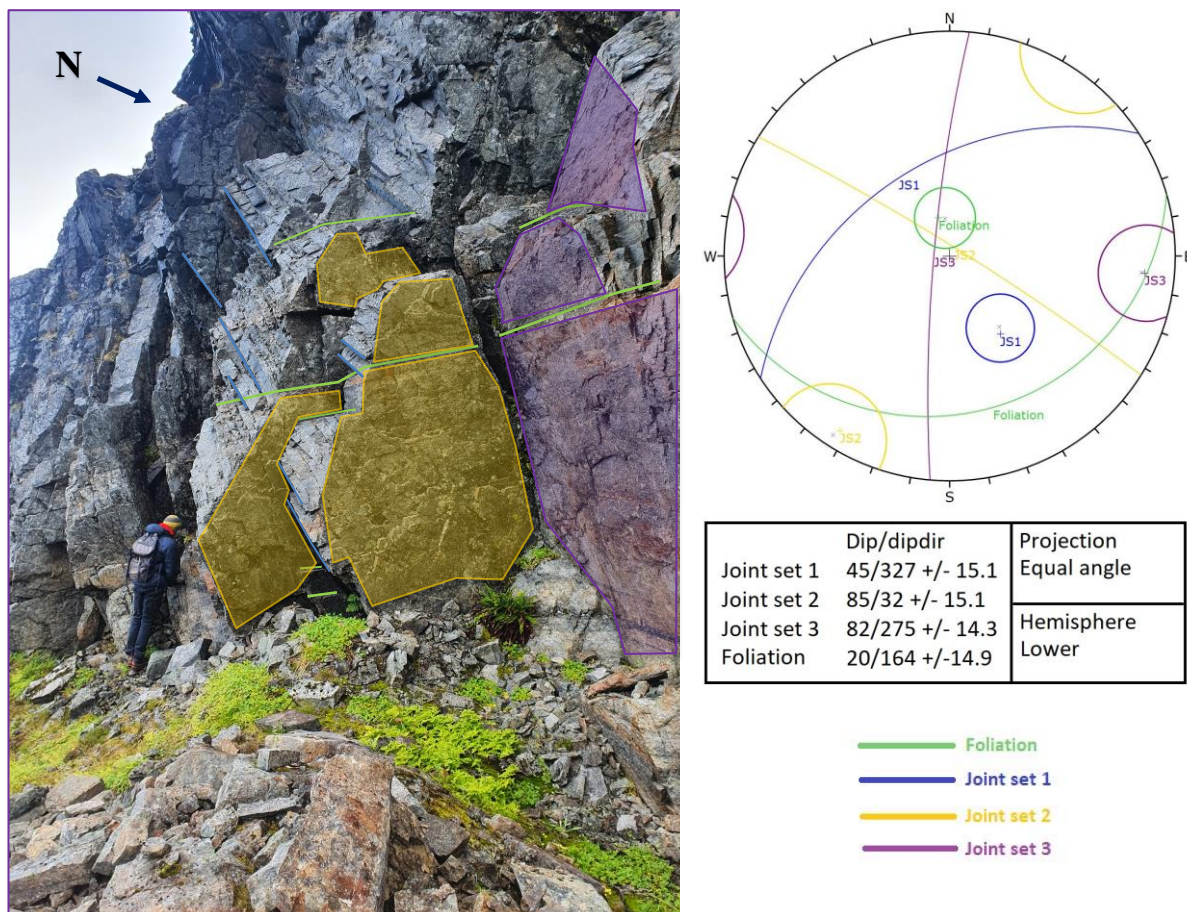 N
N
JS1
Foliation
W
JS2
JS3
E
JS3
JS1
Foliation
JS2
S
Dip/dipdir
Joint set 1 45/327 +/- 15.1
Joint set 2 85/32 +/- 15.1
Joint set 3 82/275 +/- 14.3
Foliation 20/164 +/-14.9
Projection
Equal angle
Hemisphere
Lower
Foliation
Joint set 1
Joint set 2
Joint set 3